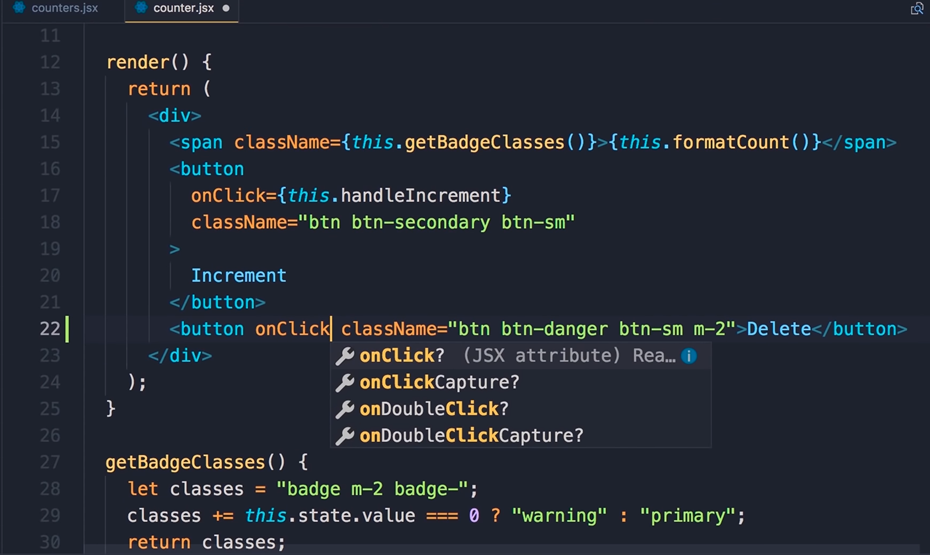 counters.jsx counter.jsx
11
12 render() {
13 return (
14 <div>
15 <span className={this.getBadgeClasses()}>{this.formatCount()}</span>
16 <button
17 onClick={this.handleIncrement}
18 className="btn btn-secondary btn-sm"
19 >
20 Increment
21 </button>
22 <button onClick className="btn btn-danger btn-sm m-2">Delete</button>
23 </div>
onClick? (JSX attribute) Rea…
24 );
onClickCapture?
25 }
onDoubleClick?
26
onDoubleClickCapture?
27 getBadgeClasses() {
28 let classes = "badge m-2 badge-";
29 classes += this.state.value === 0 ? "warning" : "primary";
30 return classes;